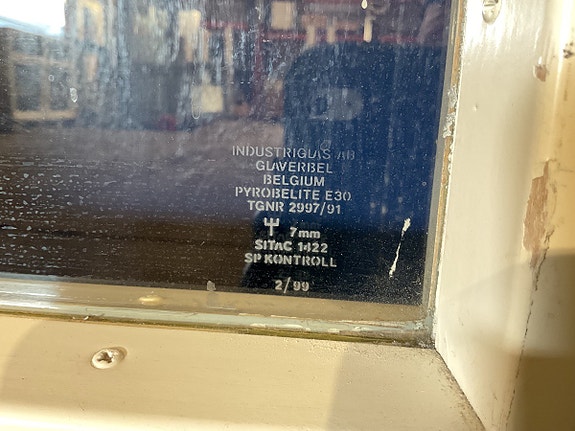 INDUSTRIGLAS AB
GLAVERBEL
BELGIUM
PYROBELITE E30
TGNR 2997/91
7mm
SITAC 1422
SP KONTROLL
2/99